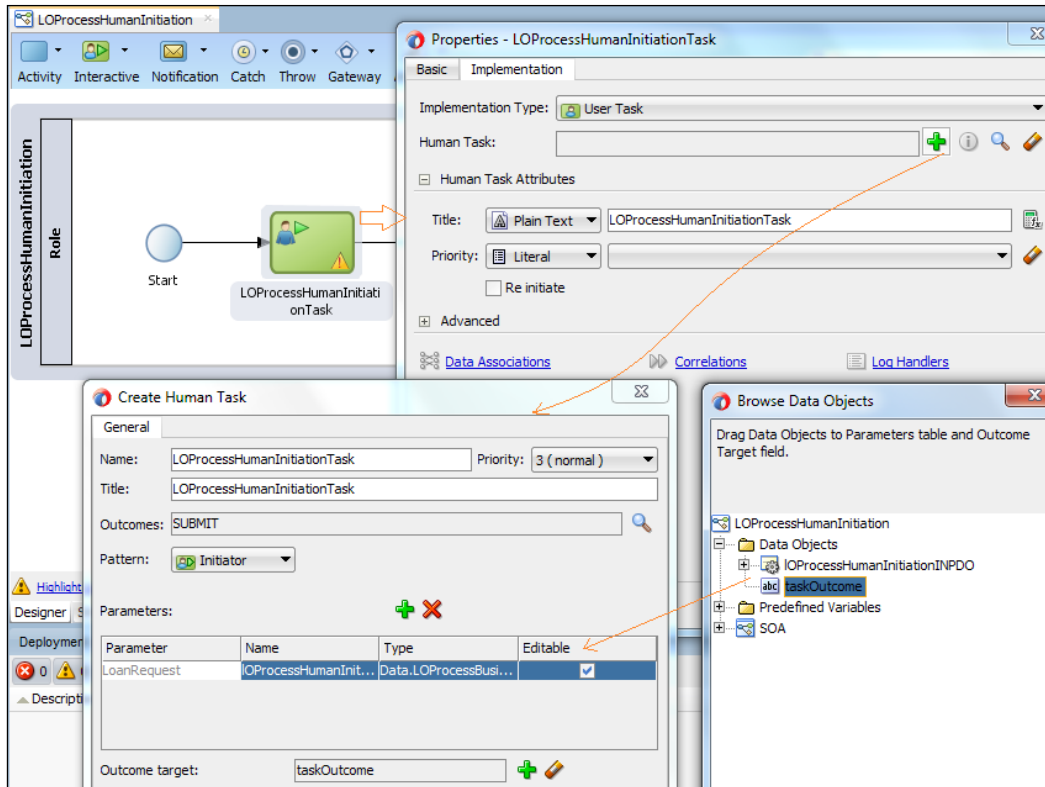 LOProcessHumanInitiation
Activity Interactive Notification Catch Throw Gateway
LOProcessHumanInitiation
Role
Start
LOProcessHumanInitiati
onTask
Properties - LOProcessHumanInitiationTask
Basic Implementation
Implementation Type: User Task
Human Task:
Human Task Attributes
Title: Plain Text LOProcessHumanInitiationTask
Priority: Literal
Re initiate
Advanced
Data Associations Correlations Log Handlers
Highlight
Designer
Deploymen
0
Descripti
Create Human Task
General
Name: LOProcessHumanInitiationTask Priority: 3 ( normal )
Title: LOProcessHumanInitiationTask
Outcomes: SUBMIT
Pattern: Initiator
Parameters:
Parameter Name Type Editable
LoanRequest lOProcessHumanInit... Data.LOProcessBusi...
Outcome target: taskOutcome
Browse Data Objects
Drag Data Objects to Parameters table and Outcome
Target field.
LOProcessHumanInitiation
Data Objects
lOProcessHumanInitiationINPDO
abc taskOutcome
Predefined Variables
SOA